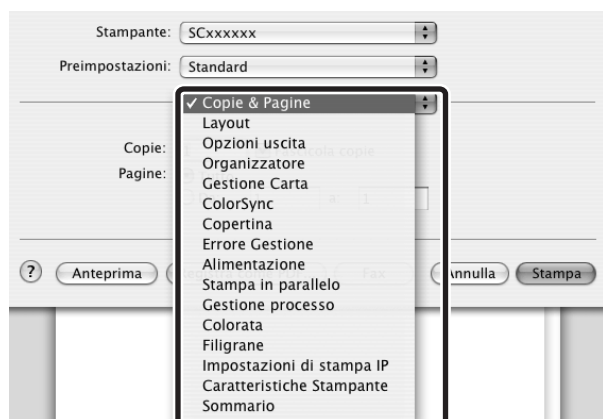 Stampante: SCxxxxxx
Preimpostazioni: Standard
✓ Copie & Pagine
Layout
Copie: Opzioni uscita
Organizzatore
Pagine: Gestione Carta
ColorSync
Copertina
Errore Gestione
Alimentazione
? Anteprima Fax Annulla Stampa
Stampa in parallelo
Gestione processo
Colorata
Filigrane
Impostazioni di stampa IP
Caratteristiche Stampante
Sommario